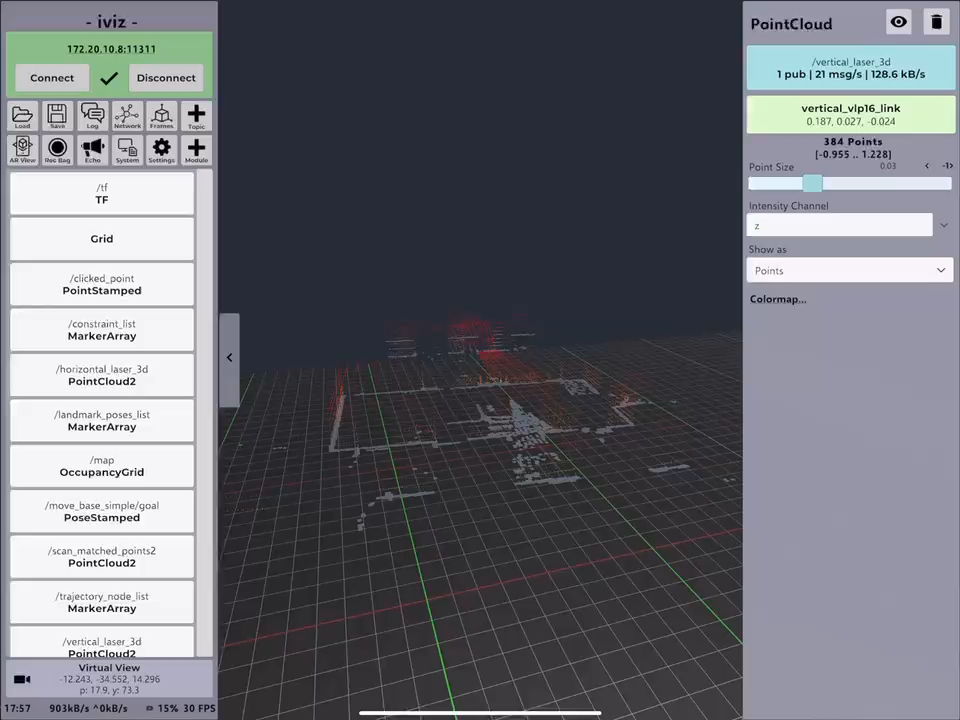 - iviz -
172.20.10.8:11311
Connect
Disconnect
Load
Save
Log
Network
Frames
Topic
AR View
Rec Bag
Echo
System
Settings
Module
/tf
TF
Grid
/clicked_point
PointStamped
/constraint_list
MarkerArray
/horizontal_laser_3d
PointCloud2
/landmark_poses_list
MarkerArray
/map
OccupancyGrid
/move_base_simple/goal
PoseStamped
/scan_matched_points2
PointCloud2
/trajectory_node_list
MarkerArray
/vertical_laser_3d
PointCloud2
Virtual View
-12.243, -34.552, 14.296
p: 17.9, y: 73.3
17:57 903kB/s ^0kB/s 15% 30 FPS
PointCloud
/vertical_laser_3d
1 pub | 21 msg/s | 128.6 kB/s
vertical_vlp16_link
0.187, 0.027, -0.024
384 Points
[-0.955 .. 1.228]
Point Size 0.03 < -1>
Intensity Channel
z
Show as
Points
Colormap...